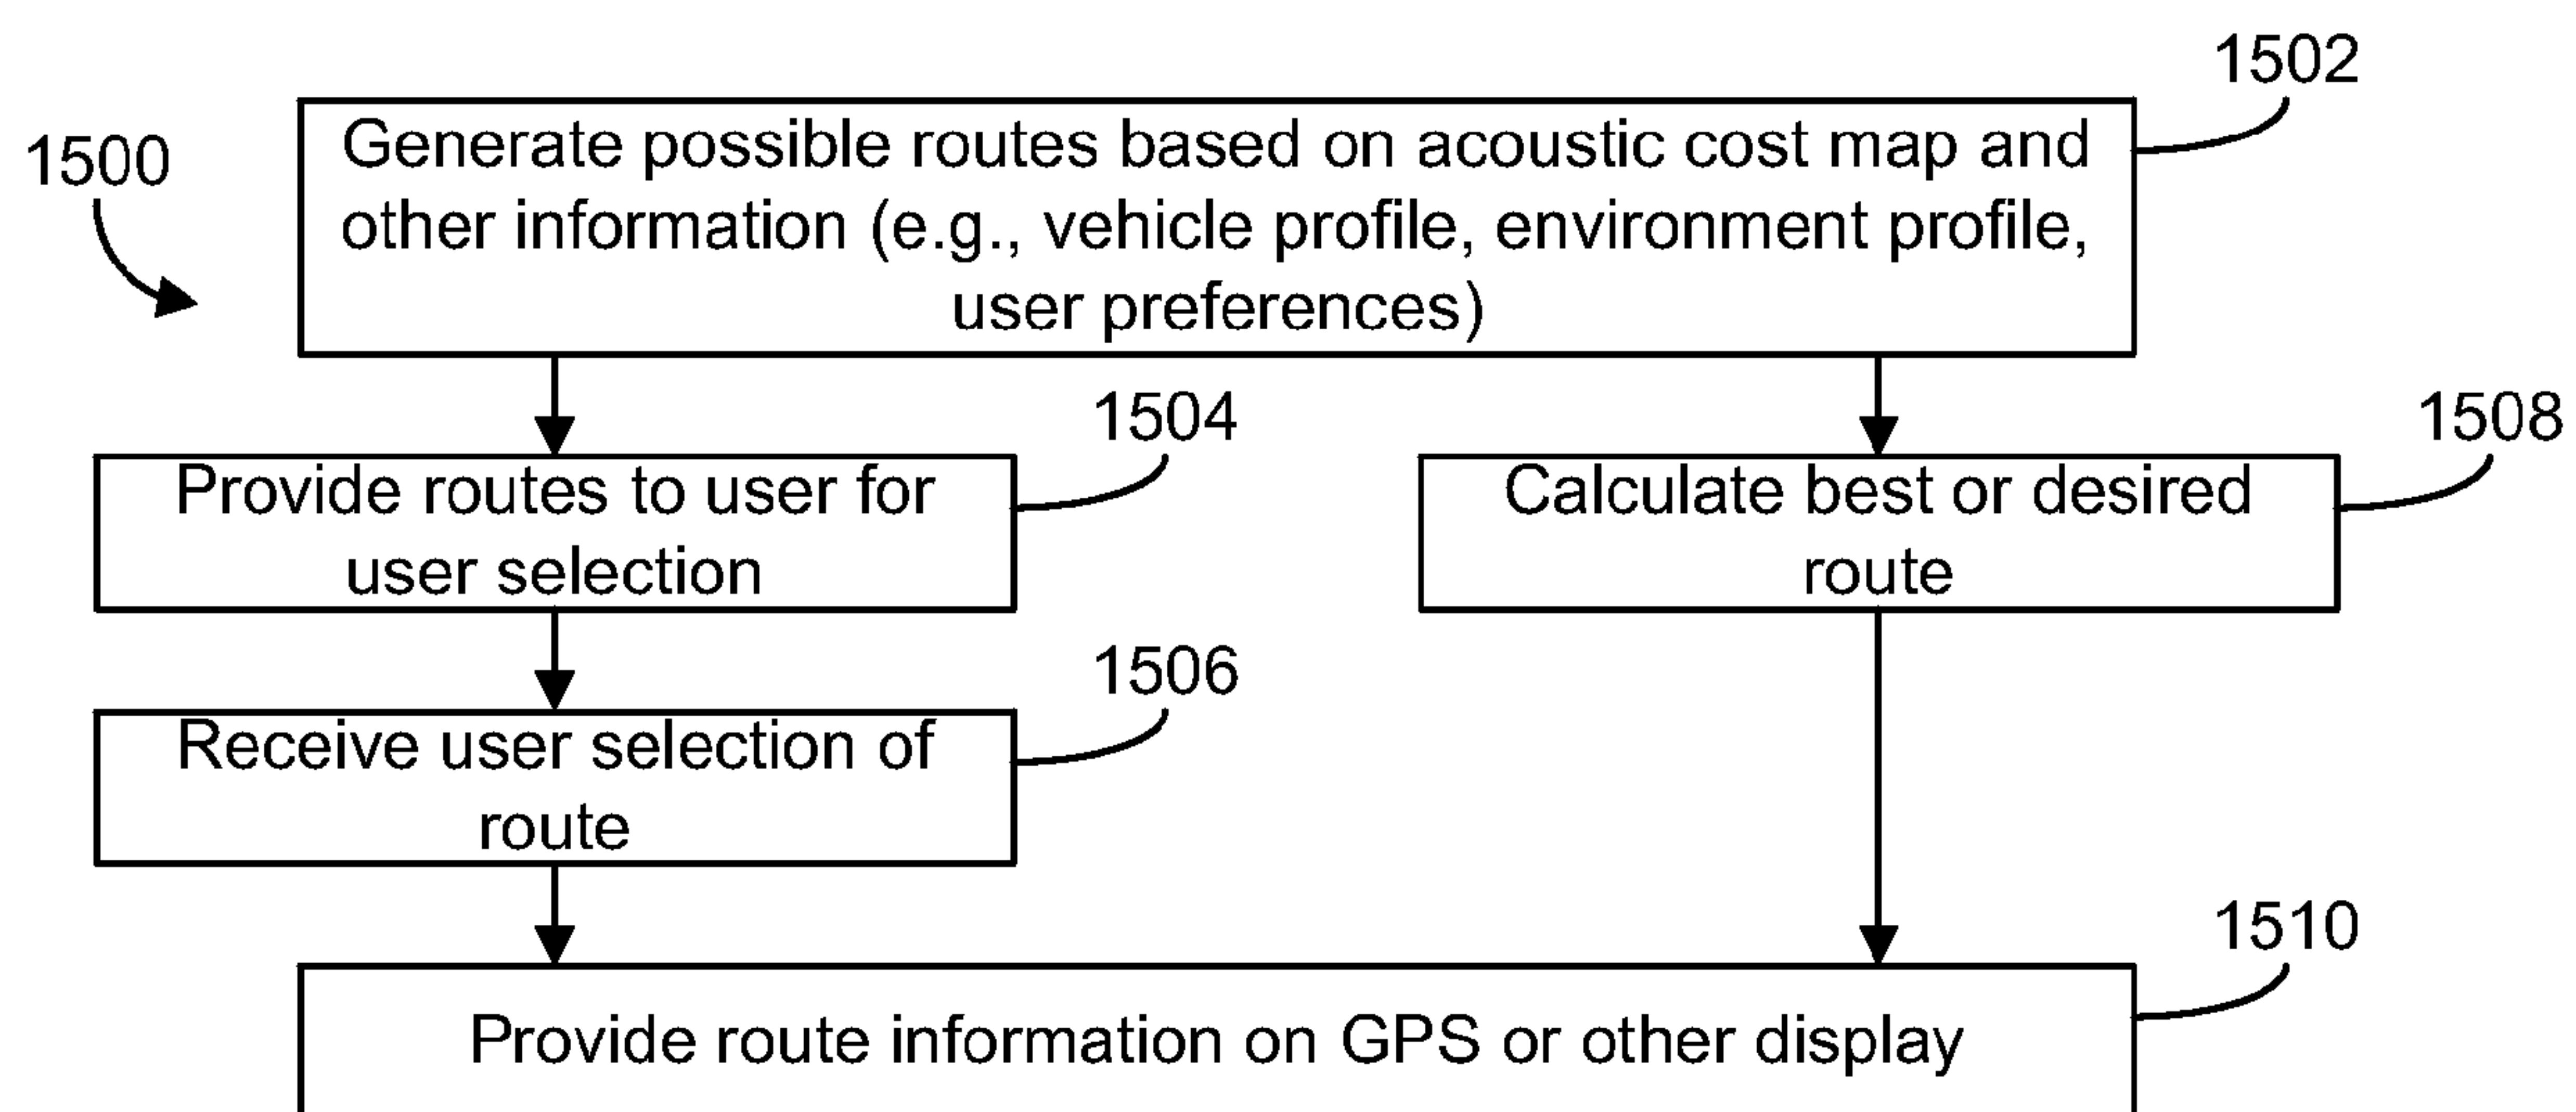 1502
1500
Generate possible routes based on acoustic cost map and
other information (e.g., vehicle profile, environment profile,
user preferences)
1504
Provide routes to user for
user selection
1508
Calculate best or desired
route
1506
Receive user selection of
route
1510
Provide route information on GPS or other display